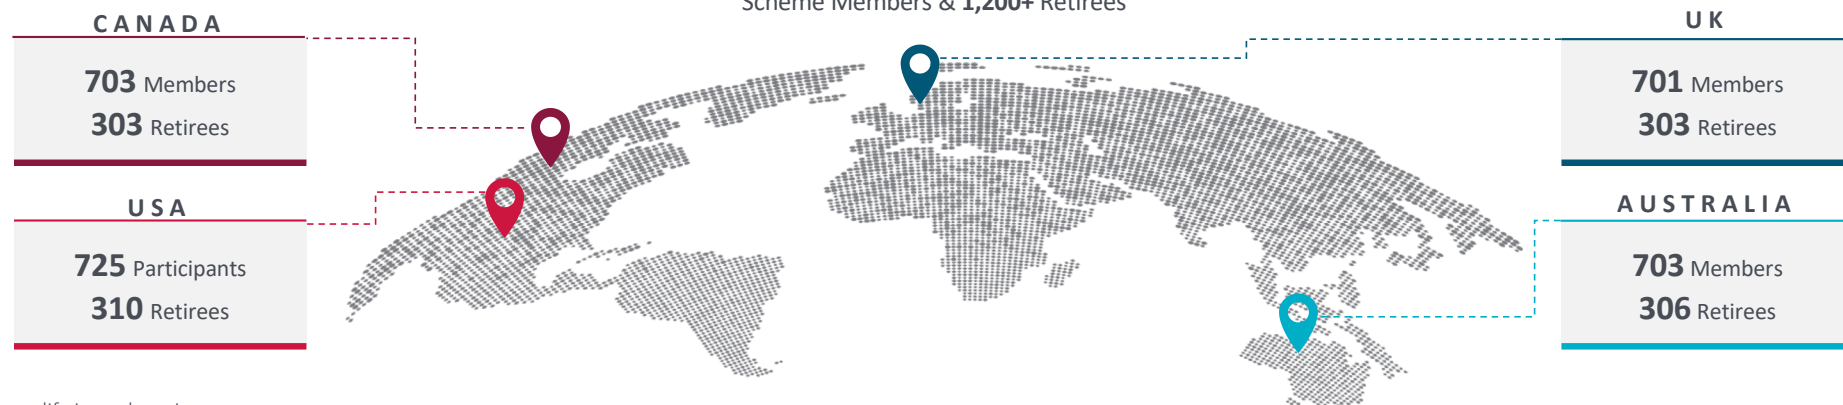 Scheme Members & 1,200+ Retirees
CANADA
703 Members
303 Retirees
USA
725 Participants
310 Retirees
UK
701 Members
303 Retirees
AUSTRALIA
703 Members
306 Retirees